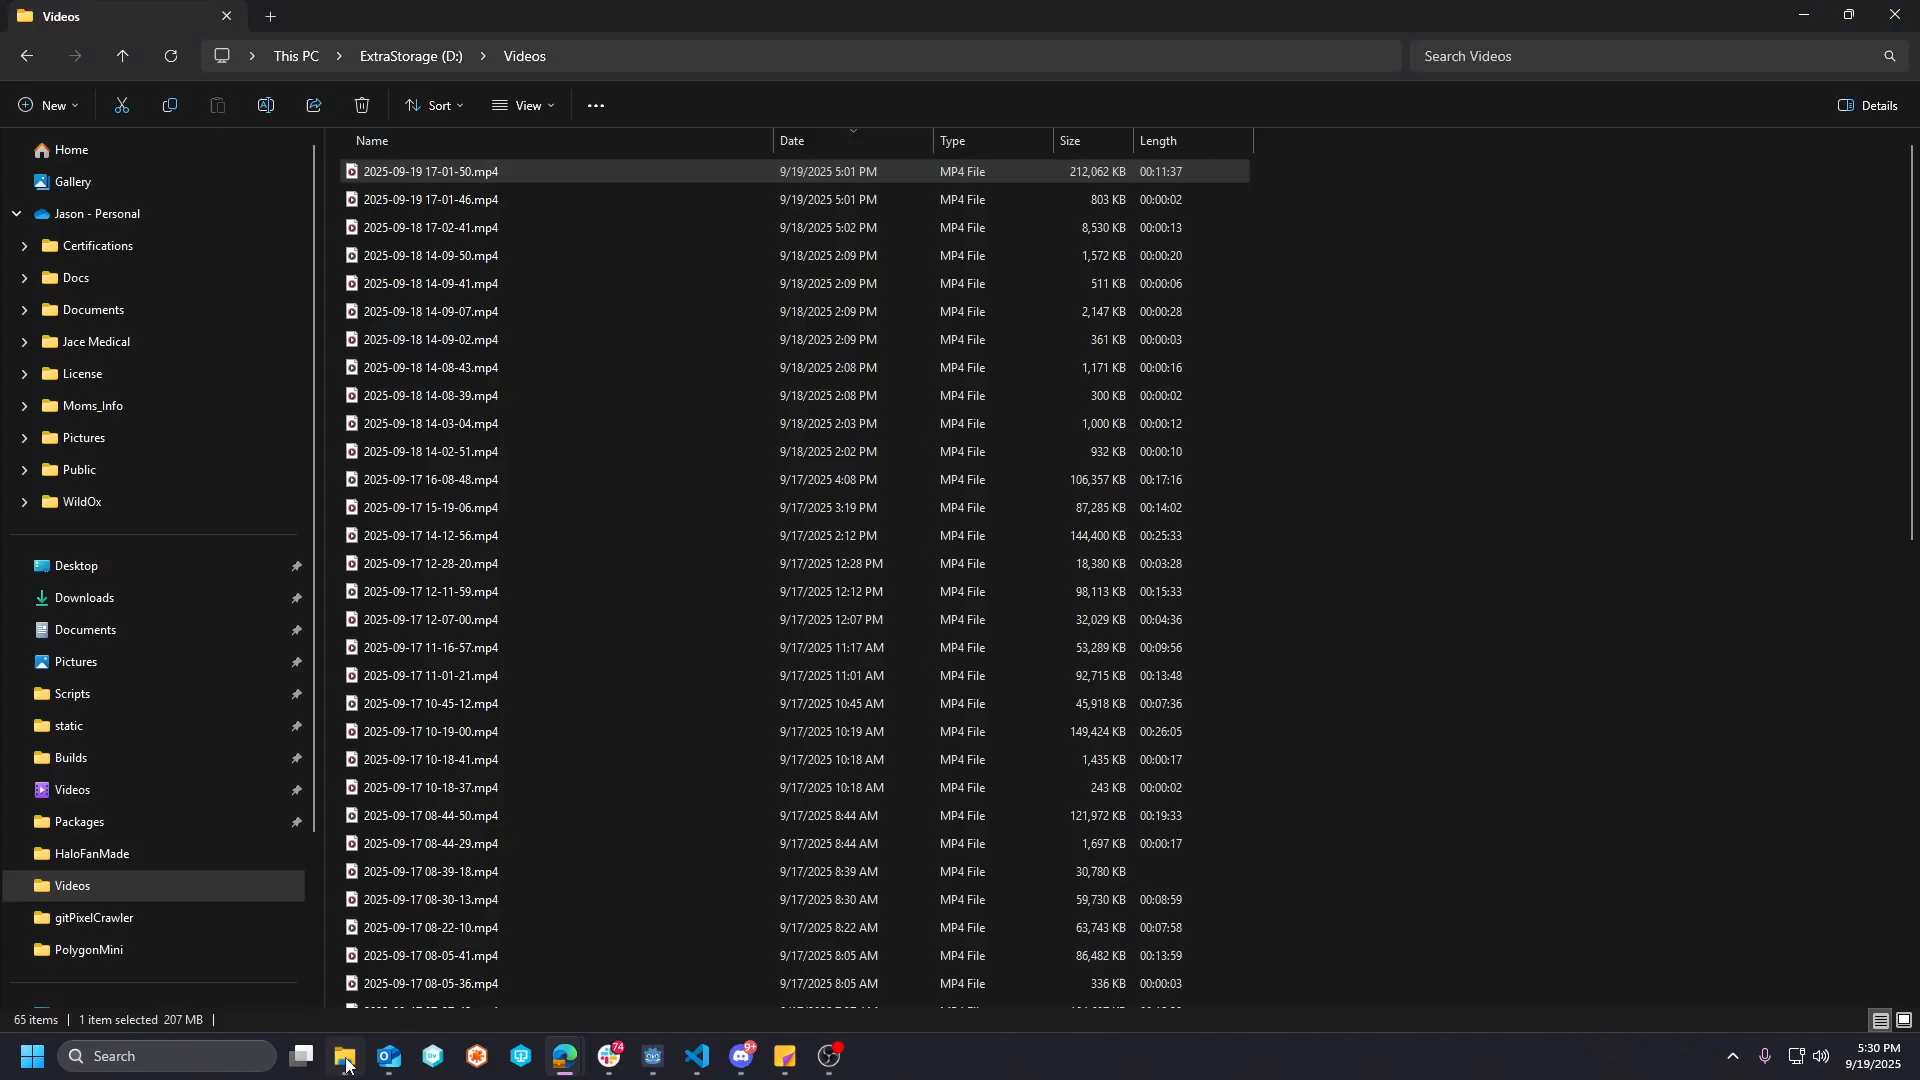 Videos
This PC > ExtraStorage (D:) > Videos
Search Videos
New
Sort
View
Details
Home
Gallery
Jason - Personal
Certifications
Docs
Documents
Jace Medical
License
Moms_Info
Pictures
Public
WildOx
Desktop
Downloads
Documents
Pictures
Scripts
static
Builds
Videos
Packages
HaloFanMade
Videos
gitPixelCrawler
PolygonMini
Name Date Type Size Length
2025-09-19 17-01-50.mp4 9/19/2025 5:01 PM MP4 File 212,062 KB 00:11:37
2025-09-19 17-01-46.mp4 9/19/2025 5:01 PM MP4 File 803 KB 00:00:02
2025-09-18 17-02-41.mp4 9/18/2025 5:02 PM MP4 File 8,530 KB 00:00:13
2025-09-18 14-09-50.mp4 9/18/2025 2:09 PM MP4 File 1,572 KB 00:00:20
2025-09-18 14-09-41.mp4 9/18/2025 2:09 PM MP4 File 511 KB 00:00:06
2025-09-18 14-09-07.mp4 9/18/2025 2:09 PM MP4 File 2,147 KB 00:00:28
2025-09-18 14-09-02.mp4 9/18/2025 2:09 PM MP4 File 361 KB 00:00:03
2025-09-18 14-08-43.mp4 9/18/2025 2:08 PM MP4 File 1,171 KB 00:00:16
2025-09-18 14-08-39.mp4 9/18/2025 2:08 PM MP4 File 300 KB 00:00:02
2025-09-18 14-03-04.mp4 9/18/2025 2:03 PM MP4 File 1,000 KB 00:00:12
2025-09-18 14-02-51.mp4 9/18/2025 2:02 PM MP4 File 932 KB 00:00:10
2025-09-17 16-08-48.mp4 9/17/2025 4:08 PM MP4 File 106,357 KB 00:17:16
2025-09-17 15-19-06.mp4 9/17/2025 3:19 PM MP4 File 87,285 KB 00:14:02
2025-09-17 14-12-56.mp4 9/17/2025 2:12 PM MP4 File 144,400 KB 00:25:33
2025-09-17 12-28-20.mp4 9/17/2025 12:28 PM MP4 File 18,380 KB 00:03:28
2025-09-17 12-11-59.mp4 9/17/2025 12:12 PM MP4 File 98,113 KB 00:15:33
2025-09-17 12-07-00.mp4 9/17/2025 12:07 PM MP4 File 32,029 KB 00:04:36
2025-09-17 11-16-57.mp4 9/17/2025 11:17 AM MP4 File 53,289 KB 00:09:56
2025-09-17 11-01-21.mp4 9/17/2025 11:01 AM MP4 File 92,715 KB 00:13:48
2025-09-17 10-45-12.mp4 9/17/2025 10:45 AM MP4 File 45,918 KB 00:07:36
2025-09-17 10-19-00.mp4 9/17/2025 10:19 AM MP4 File 149,424 KB 00:26:05
2025-09-17 10-18-41.mp4 9/17/2025 10:18 AM MP4 File 1,435 KB 00:00:17
2025-09-17 10-18-37.mp4 9/17/2025 10:18 AM MP4 File 243 KB 00:00:02
2025-09-17 08-44-50.mp4 9/17/2025 8:44 AM MP4 File 121,972 KB 00:19:33
2025-09-17 08-44-29.mp4 9/17/2025 8:44 AM MP4 File 1,697 KB 00:00:17
2025-09-17 08-39-18.mp4 9/17/2025 8:39 AM MP4 File 30,780 KB
2025-09-17 08-30-13.mp4 9/17/2025 8:30 AM MP4 File 59,730 KB 00:08:59
2025-09-17 08-22-10.mp4 9/17/2025 8:22 AM MP4 File 63,743 KB 00:07:58
2025-09-17 08-05-41.mp4 9/17/2025 8:05 AM MP4 File 86,482 KB 00:13:59
2025-09-17 08-05-36.mp4 9/17/2025 8:05 AM MP4 File 336 KB 00:00:03
65 items | 1 item selected 207 MB |
Search
74
9+
5:30 PM
9/19/2025